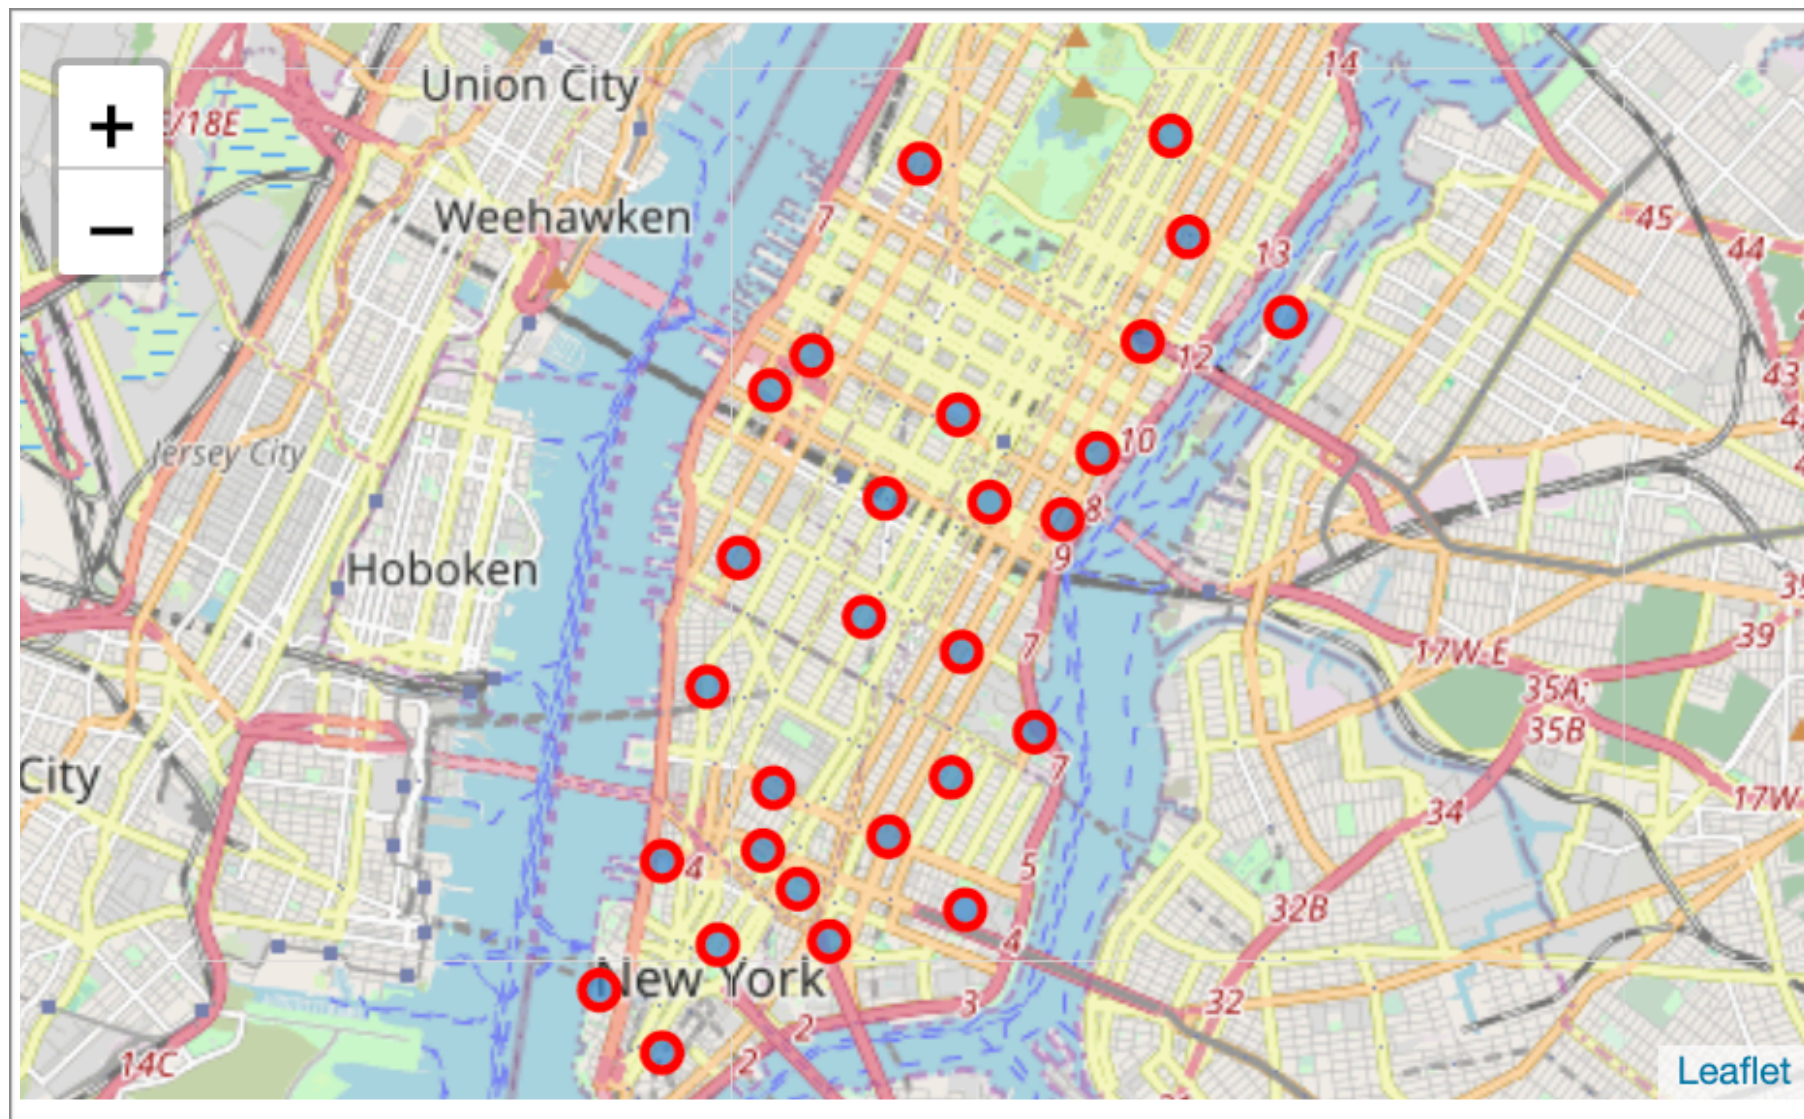 +
−
Union City
/18E
14
Weehawken
7
45
44
13
12
43
Jersey City
10
8
9
Hoboken
7
17W-E
39
35A;
35B
City
7
17W
34
4
5
32B
4
New York
3
32
2
2
14C
Leaflet